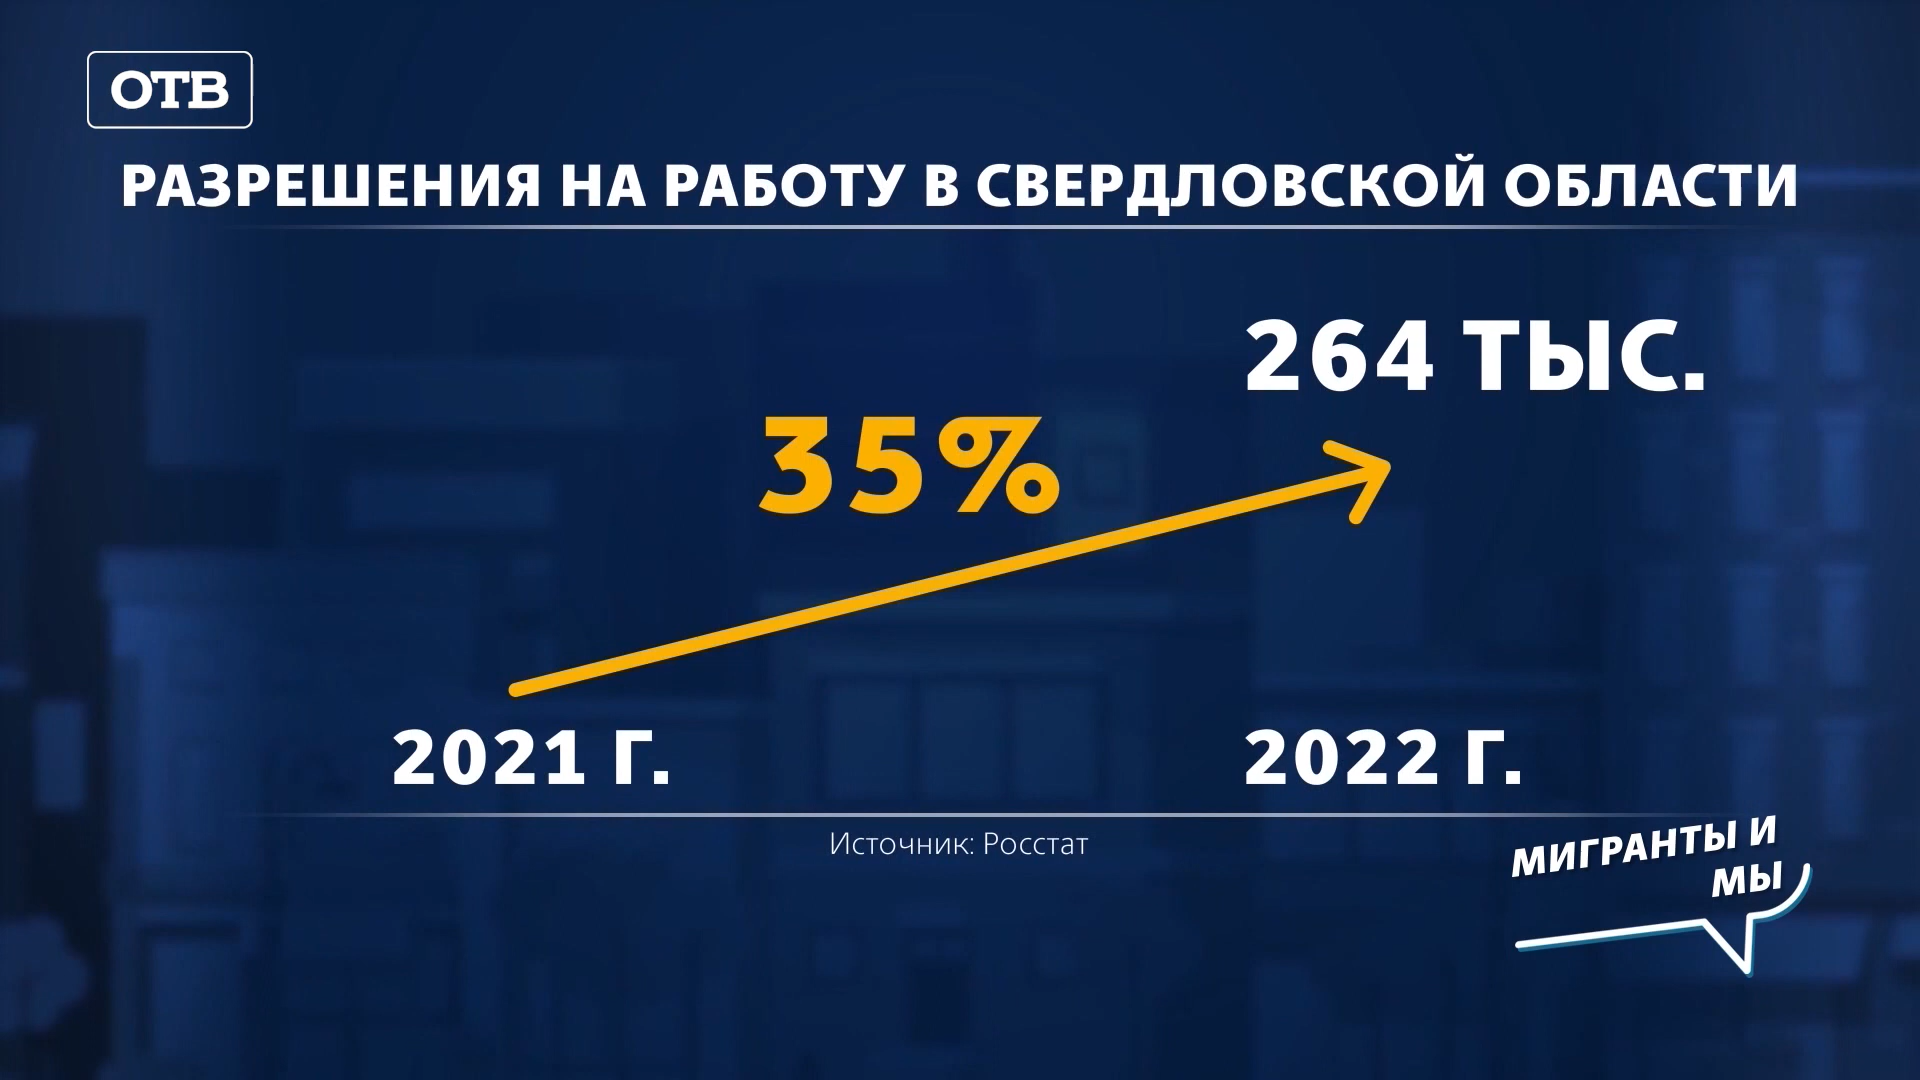 ОТВ
РАЗРЕШЕНИЯ НА РАБОТУ В СВЕРДЛОВСКОЙ ОБЛАСТИ
264 ТЫС.
35%
2021 Г.
2022 Г.
Источник: Росстат
МИГРАНТЫ И
МЫ